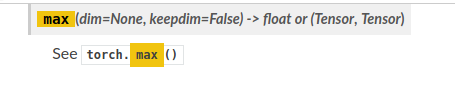 max(dim=None, keepdim=False) -> float or (Tensor, Tensor)
See torch.max()